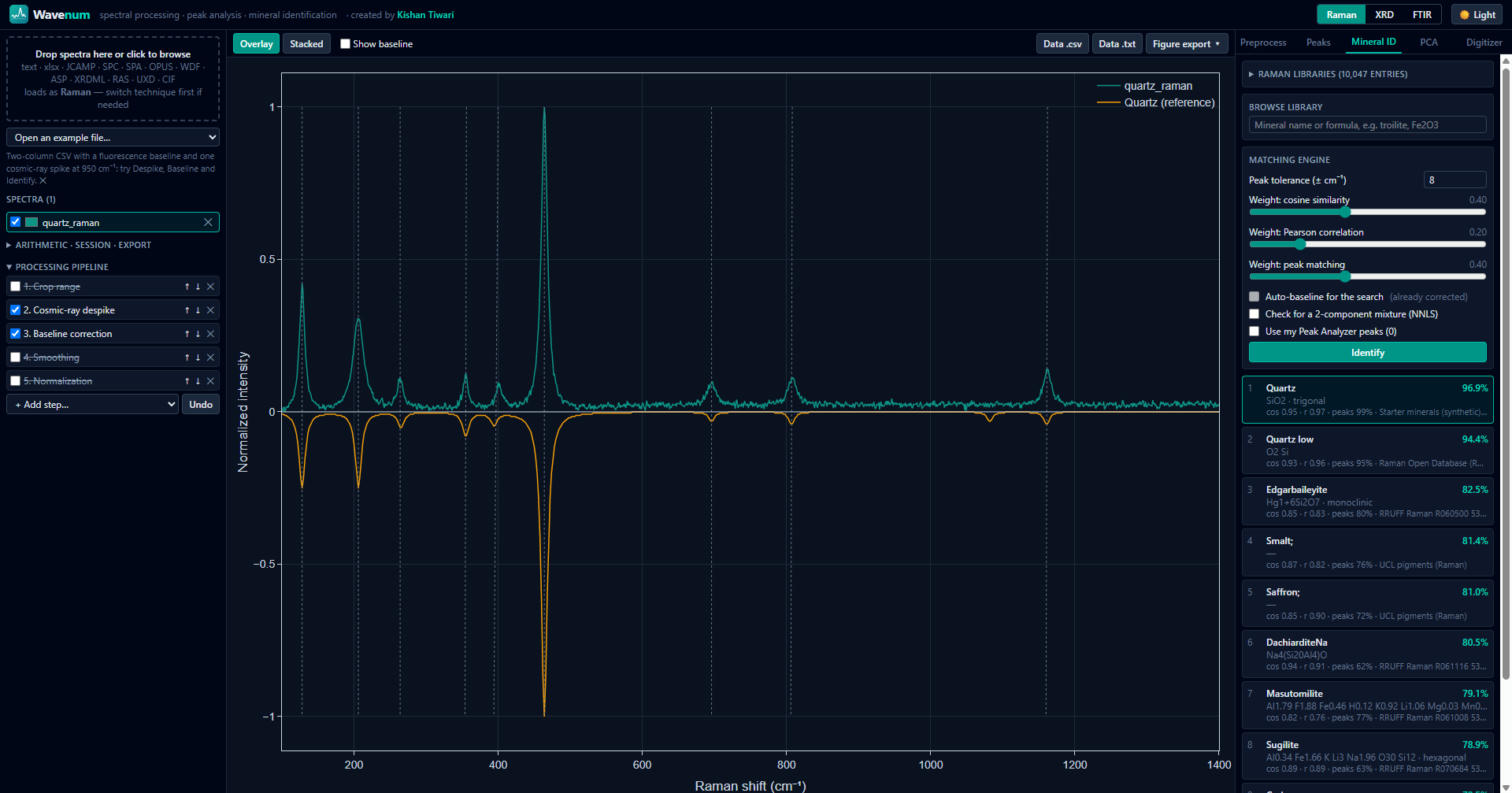 Wavenum spectral processing · peak analysis · mineral identification · created by Kishan Tiwari
Raman XRD FTIR Light
Drop spectra here or click to browse
text · xlsx · JCAMP · SPC · SPA · OPUS · WDF ·
ASP · XRDML · RAS · UXD · CIF
loads as Raman — switch technique first if
needed
Open an example file...
Two-column CSV with a fluorescence baseline and one
cosmic-ray spike at 950 cm⁻¹: try Despike, Baseline and
Identify. ✕
SPECTRA (1)
quartz_raman ✕
▸ ARITHMETIC · SESSION · EXPORT
▾ PROCESSING PIPELINE
1. Crop range ↑ ↓ ✕
2. Cosmic-ray despike ↑ ↓ ✕
3. Baseline correction ↑ ↓ ✕
4. Smoothing ↑ ↓ ✕
5. Normalization ↑ ↓ ✕
+ Add step... Undo
Overlay Stacked Show baseline Data .csv Data .txt Figure export ▾
quartz_raman
Quartz (reference)
1
0.5
0
−0.5
−1
Normalized intensity
200 400 600 800 1000 1200 1400
Raman shift (cm⁻¹)
Preprocess Peaks Mineral ID PCA Digitizer
▸ RAMAN LIBRARIES (10,047 ENTRIES)
BROWSE LIBRARY
Mineral name or formula, e.g. troilite, Fe2O3
MATCHING ENGINE
Peak tolerance (± cm⁻¹) 8
Weight: cosine similarity 0.40
Weight: Pearson correlation 0.20
Weight: peak matching 0.40
Auto-baseline for the search (already corrected)
Check for a 2-component mixture (NNLS)
Use my Peak Analyzer peaks (0)
Identify
1 Quartz 96.9%
SiO2 · trigonal
cos 0.95 · r 0.97 · peaks 99% · Starter minerals (synthetic)...
2 Quartz low 94.4%
O2 Si
cos 0.93 · r 0.96 · peaks 95% · Raman Open Database (R...
3 Edgarbaileyite 82.5%
Hg1+6Si2O7 · monoclinic
cos 0.85 · r 0.83 · peaks 80% · RRUFF Raman R060500 53...
4 Smalt; 81.4%
—
cos 0.87 · r 0.82 · peaks 76% · UCL pigments (Raman)
5 Saffron; 81.0%
—
cos 0.85 · r 0.90 · peaks 72% · UCL pigments (Raman)
6 DachiarditeNa 80.5%
Na4(Si20Al4)O
cos 0.94 · r 0.91 · peaks 62% · RRUFF Raman R061116 53...
7 Masutomilite 79.1%
Al1.79 F1.88 Fe0.46 H0.12 K0.92 Li1.06 Mg0.03 Mn0...
cos 0.82 · r 0.76 · peaks 77% · RRUFF Raman R061008 53...
8 Sugilite 78.9%
Al0.34 Fe1.66 K Li3 Na1.96 O30 Si12 · hexagonal
cos 0.89 · r 0.89 · peaks 63% · RRUFF Raman R070684 53...